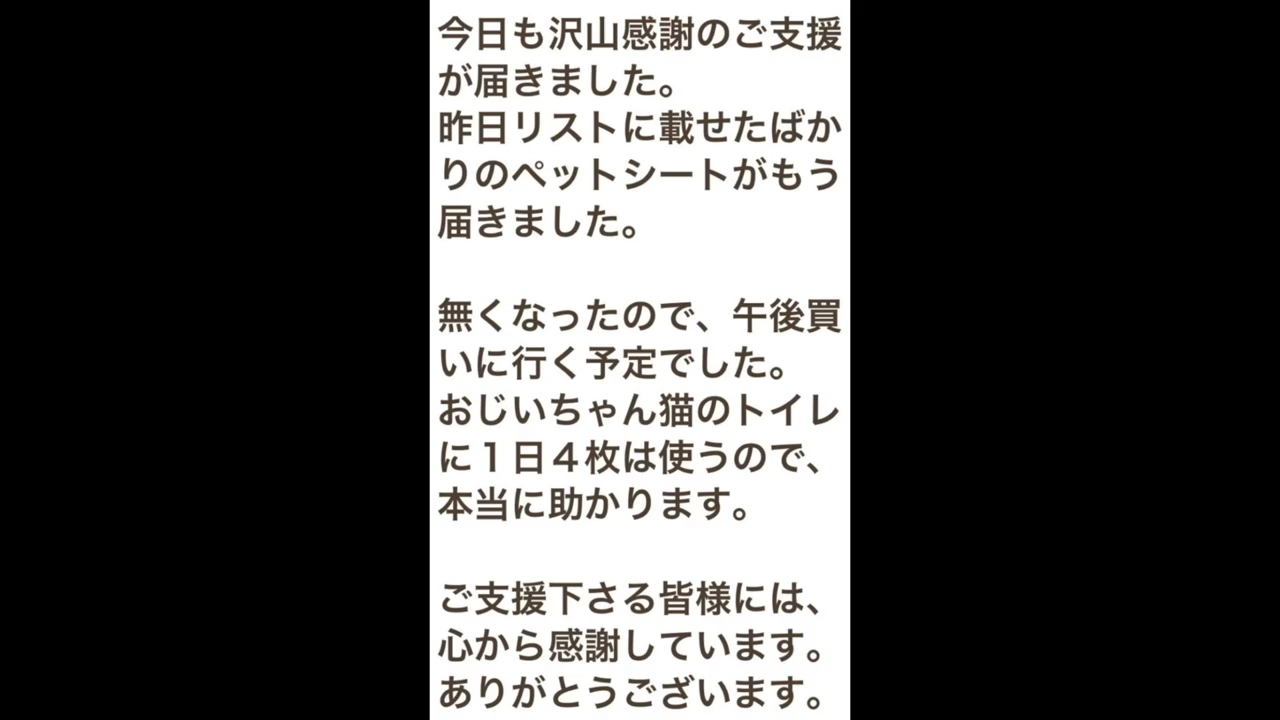 今日も沢山感謝のご支援
が届きました。
昨日リストに載せたばか
りのペットシートがもう
届きました。
無くなったので、午後買
いに行く予定でした。
おじいちゃん猫のトイレ
に１日４枚は使うので、
本当に助かります。
ご支援下さる皆様には、
心から感謝しています。
ありがとうございます。